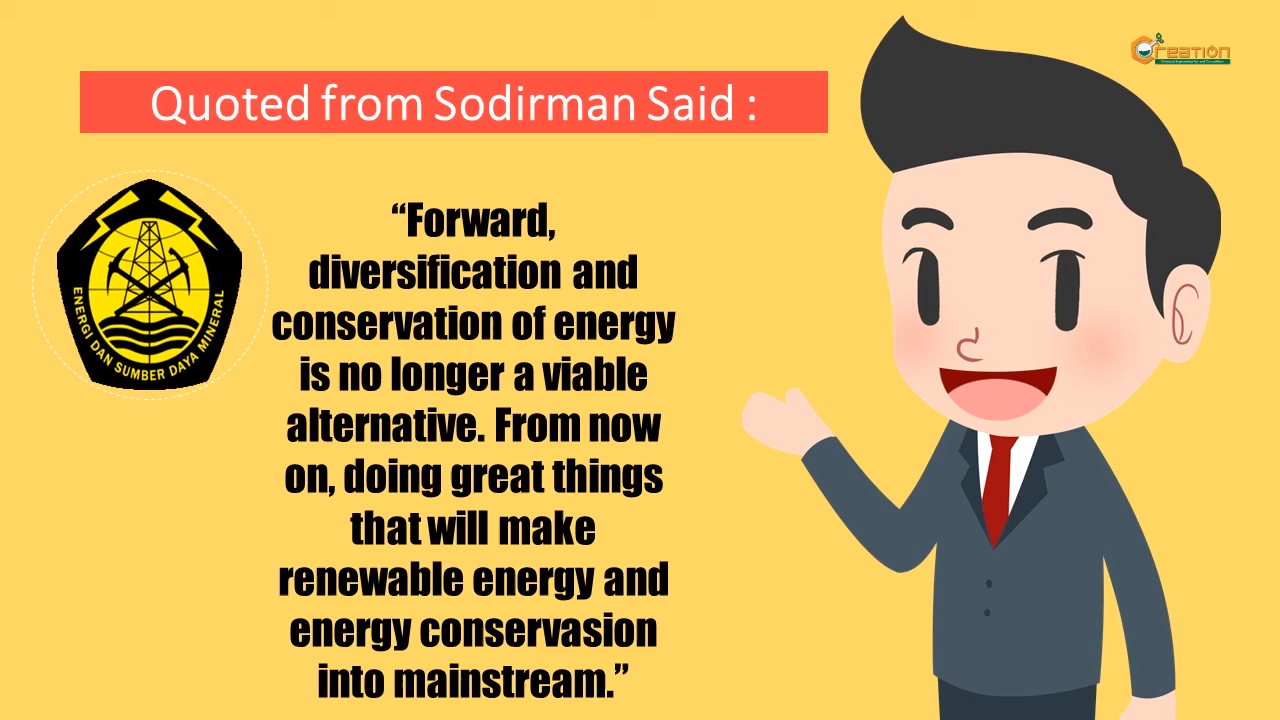 Creation
Quoted from Sodirman Said :
ENERGI DAN SUMBER DAYA MINERAL
“Forward,
diversification and
conservation of energy
is no longer a viable
alternative. From now
on, doing great things
that will make
renewable energy and
energy conservasion
into mainstream.”